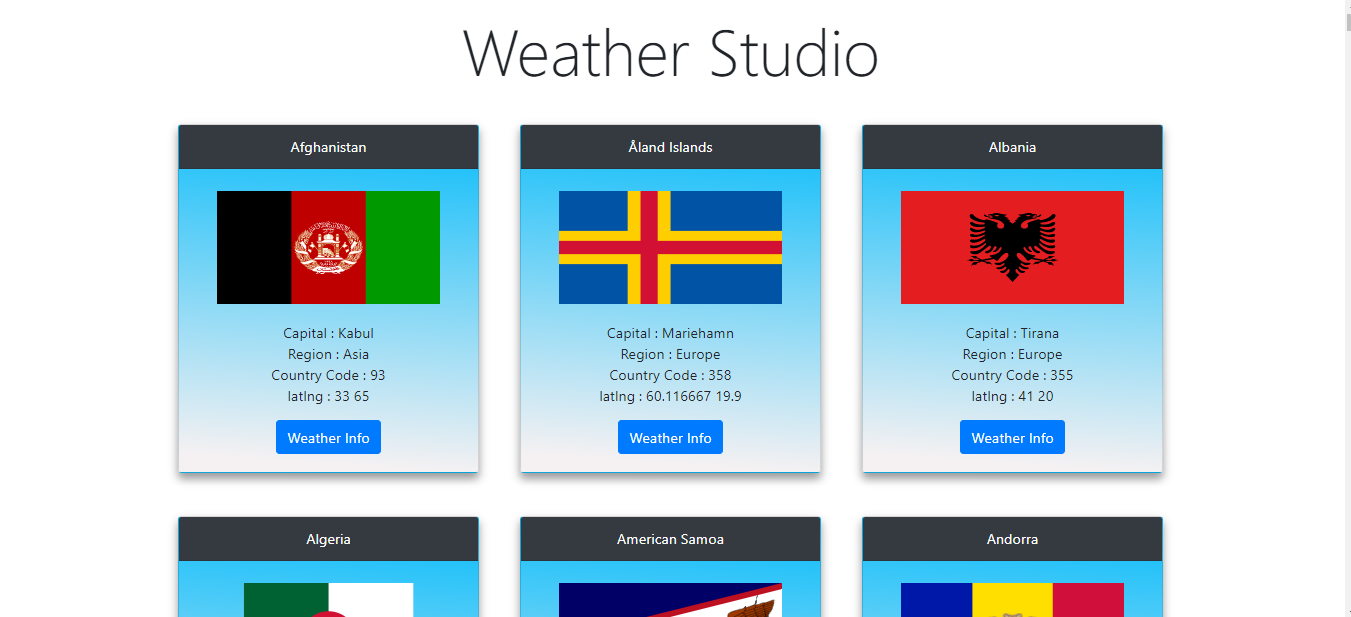 Weather Studio
Afghanistan
Capital : Kabul
Region : Asia
Country Code : 93
latlng : 33 65
Weather Info
Åland Islands
Capital : Mariehamn
Region : Europe
Country Code : 358
latlng : 60.116667 19.9
Weather Info
Albania
Capital : Tirana
Region : Europe
Country Code : 355
latlng : 41 20
Weather Info
Algeria
American Samoa
Andorra